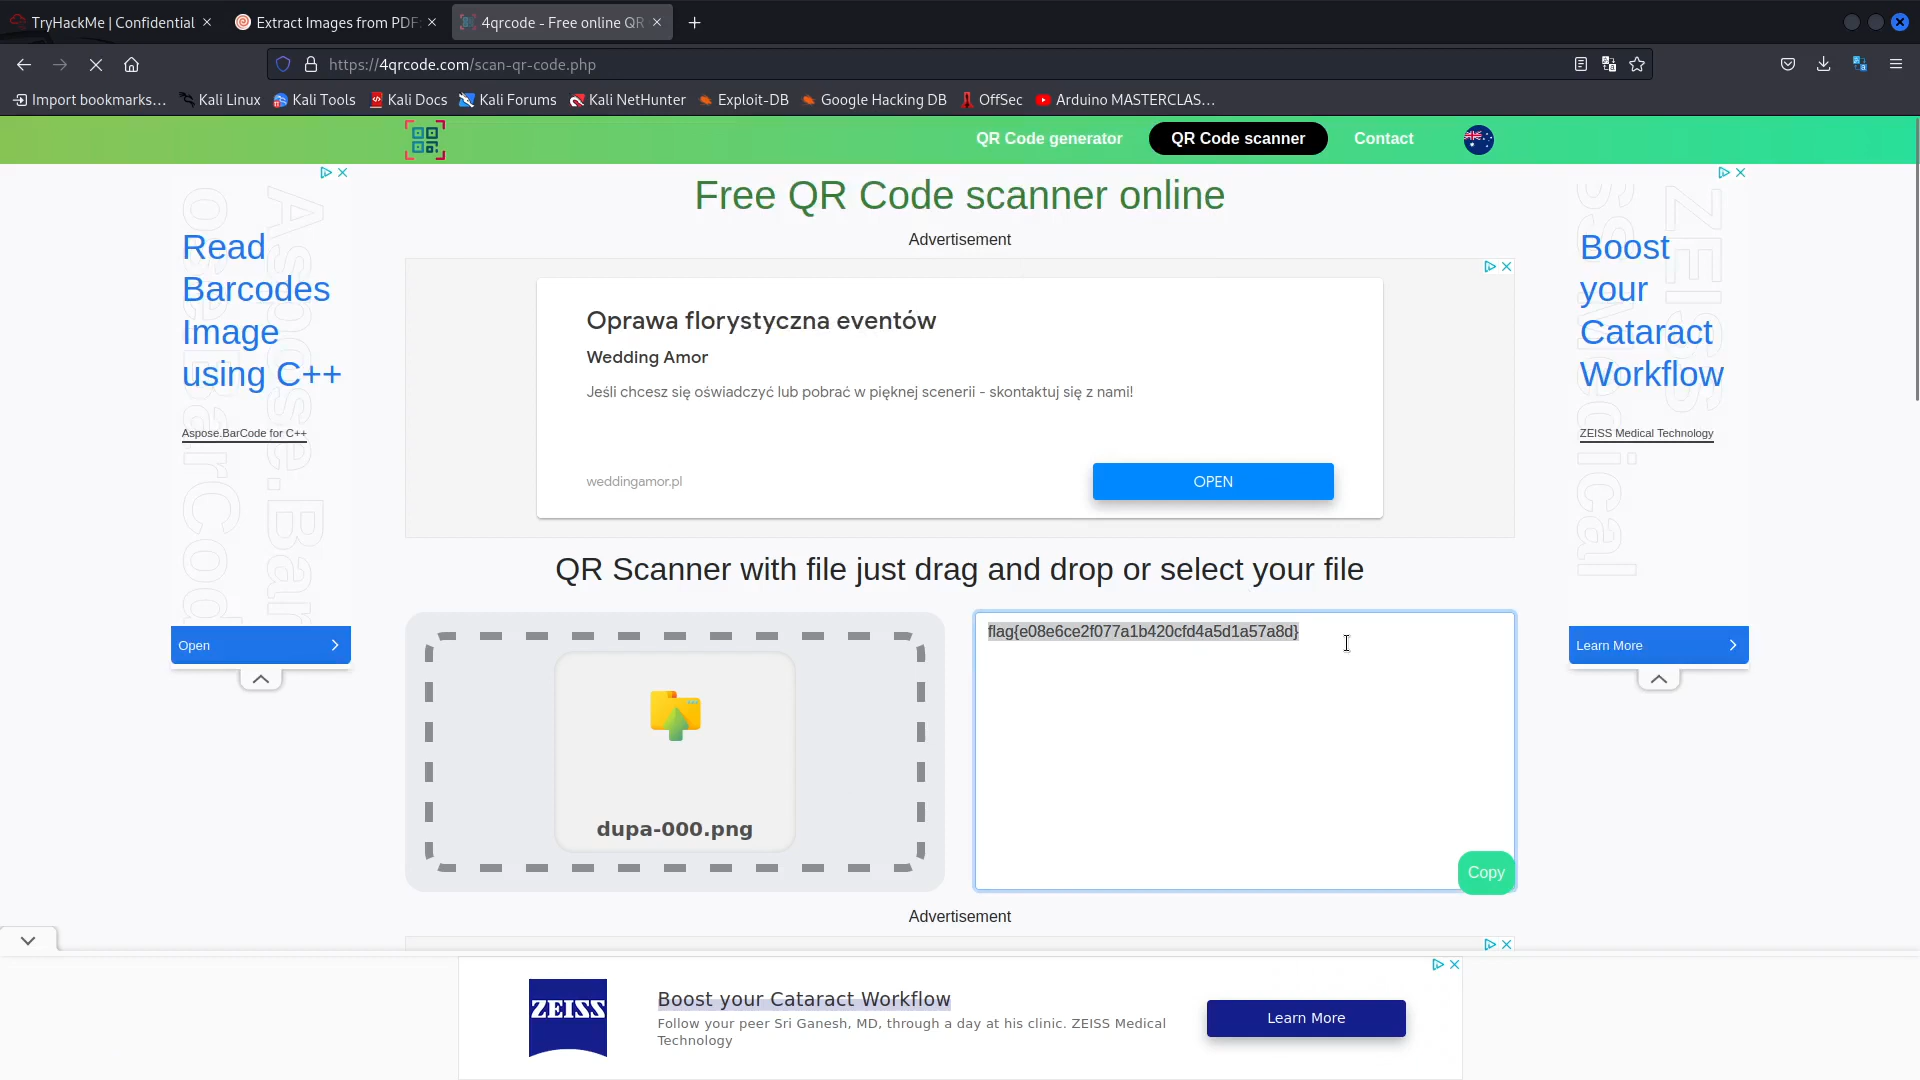 TryHackMe | Confidential
Extract Images from PDF
4qrcode - Free online QR
https://4qrcode.com/scan-qr-code.php
Import bookmarks...
Kali Linux
Kali Tools
Kali Docs
Kali Forums
Kali NetHunter
Exploit-DB
Google Hacking DB
OffSec
Arduino MASTERCLAS...
QR Code generator
QR Code scanner
Contact
Free QR Code scanner online
Advertisement
Read
Barcodes
Image
using C++
Aspose.BarCode for C++
Open
Oprawa florystyczna eventów
Wedding Amor
Jeśli chcesz się oświadczyć lub pobrać w pięknej scenerii - skontaktuj się z nami!
weddingamor.pl
OPEN
Boost
your
Cataract
Workflow
ZEISS Medical Technology
Learn More
QR Scanner with file just drag and drop or select your file
dupa-000.png
flag{e08e6ce2f077a1b420cfd4a5d1a57a8d}
Copy
Advertisement
ZEISS
Boost your Cataract Workflow
Follow your peer Sri Ganesh, MD, through a day at his clinic. ZEISS Medical
Technology
Learn More